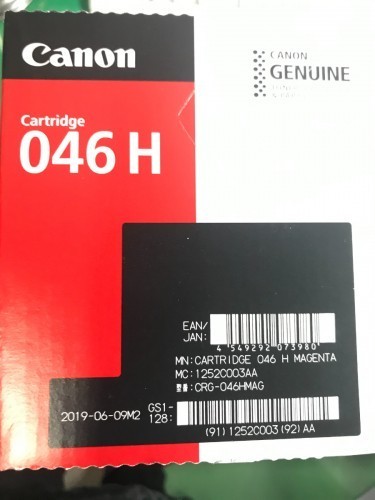 Canon
CANON
GENUINE
Cartridge
046 H
EAN/
JAN:
4 549292 073980
MN:CARTRIDGE 046 H MAGENTA
MC:1252C003AA
:CRG-046HMAG
2019-06-09M2
GS1-
128:
(91)1252C003(92)AA